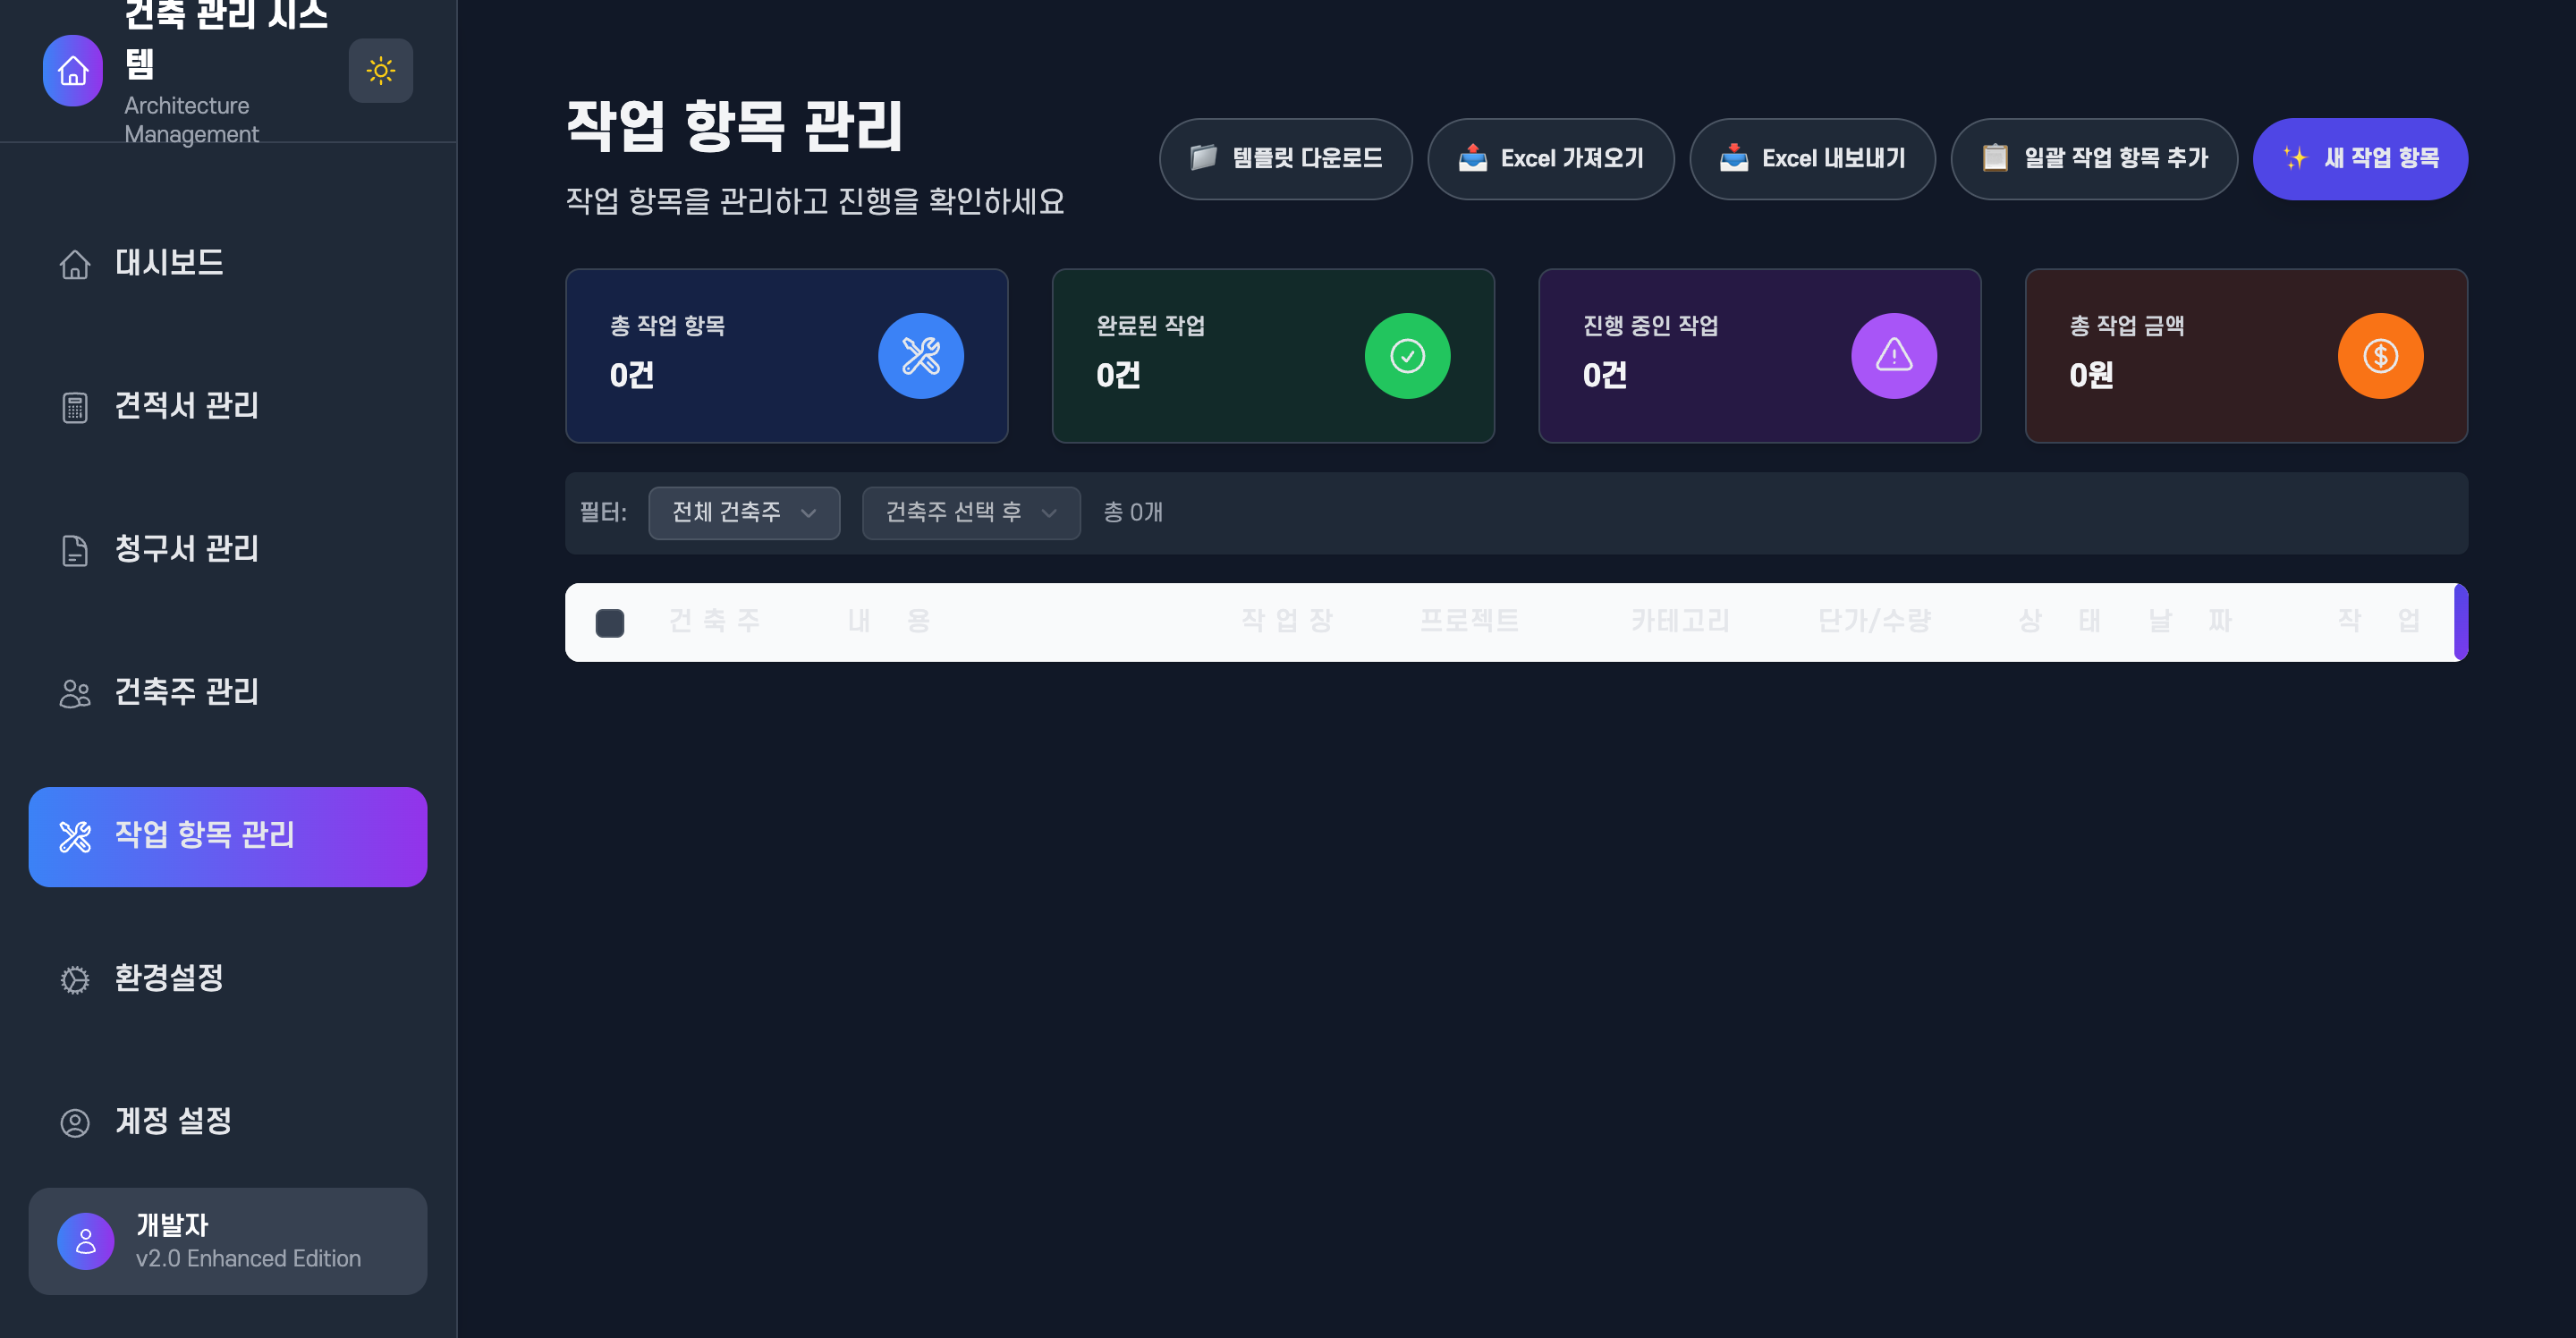 건축 관리 시스
템
Architecture
Management
대시보드
견적서 관리
청구서 관리
건축주 관리
작업 항목 관리
환경설정
계정 설정
개발자
v2.0 Enhanced Edition
작업 항목 관리
작업 항목을 관리하고 진행을 확인하세요
템플릿 다운로드
Excel 가져오기
Excel 내보내기
일괄 작업 항목 추가
새 작업 항목
총 작업 항목
0건
완료된 작업
0건
진행 중인 작업
0건
총 작업 금액
0원
필터: 전체 건축주 건축주 선택 후 총 0개
건 축 주 내 용 작 업 장 프로젝트 카테고리 단가/수량 상 태 날 짜 작 업